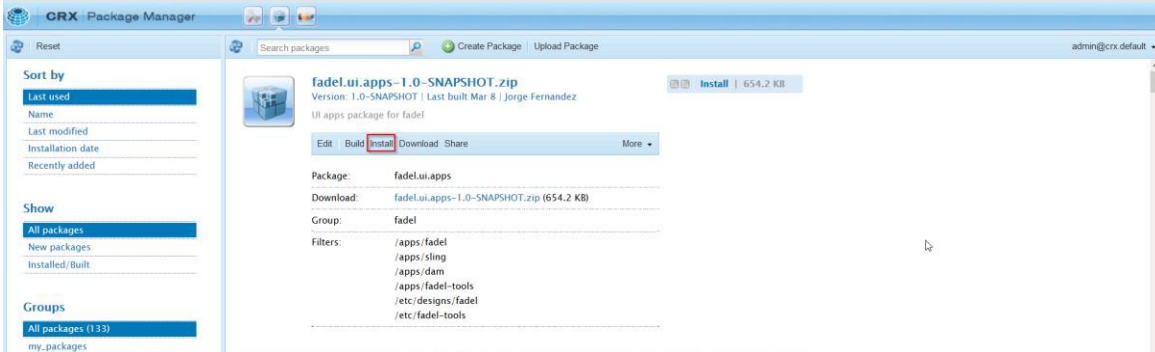 CRX Package Manager
Reset
Search packages
Create Package
Upload Package
admin@crx.default
Sort by
Last used
Name
Last modified
Installation date
Recently added
Show
All packages
New packages
Installed/Built
Groups
All packages (133)
my_packages
fadel.ui.apps-1.0-SNAPSHOT.zip
Version: 1.0-SNAPSHOT | Last built Mar 8 | Jorge Fernandez
UI apps package for fadel
Install | 654.2 KB
Edit Build Install Download Share More
Package: fadel.ui.apps
Download: fadel.ui.apps-1.0-SNAPSHOT.zip (654.2 KB)
Group: fadel
Filters: /apps/fadel
/apps/sling
/apps/dam
/apps/fadel-tools
/etc/designs/fadel
/etc/fadel-tools